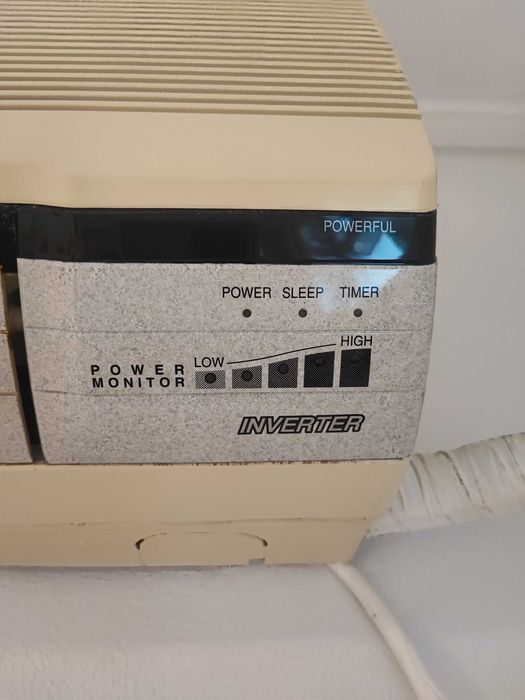 POWERFUL
POWER SLEEP TIMER
LOW HIGH
POWER
MONITOR
INVERTER